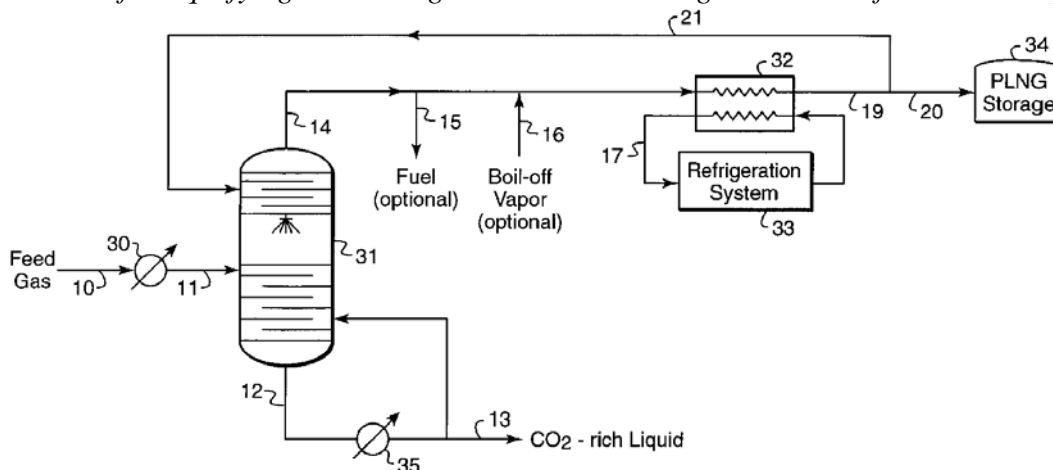 21
34
32
PLNG
Storage
14
15
16
19
20
17
Fuel
(optional)
Boil-off
Vapor
(optional)
Refrigeration
System
33
30
31
Feed
Gas
10
11
12
13
CO2 - rich Liquid
35